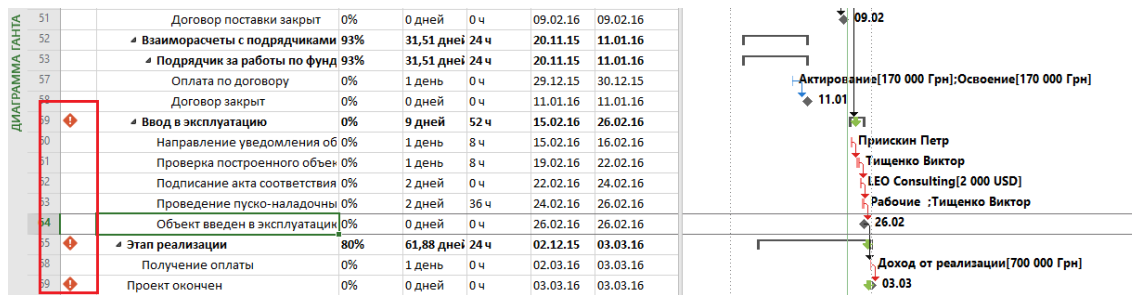 ДИАГРАММА ГАНТА
51 Договор поставки закрыт 0% 0 дней 0 ч 09.02.16 09.02.16 09.02
52 Взаиморасчеты с подрядчиками 93% 31,51 дней 24 ч 20.11.15 11.01.16
53 Подрядчик за работы по фунд 93% 31,51 дней 24 ч 20.11.15 11.01.16
57 Оплата по договору 0% 1 день 0 ч 29.12.15 30.12.15 Актирование[170 000 Грн];Освоение[170 000 Грн]
58 Договор закрыт 0% 0 дней 0 ч 11.01.16 11.01.16 11.01
59 Ввод в эксплуатацию 0% 9 дней 52 ч 15.02.16 26.02.16
60 Направление уведомления об 0% 1 день 8 ч 15.02.16 16.02.16 Приискин Петр
61 Проверка построенного объек 0% 1 день 8 ч 19.02.16 22.02.16 Тищенко Виктор
62 Подписание акта соответствия 0% 2 дней 0 ч 22.02.16 24.02.16 LEO Consulting[2 000 USD]
63 Проведение пуско-наладочны 0% 2 дней 36 ч 24.02.16 26.02.16 Рабочие ;Тищенко Виктор
64 Объект введен в эксплуатацик 0% 0 дней 0 ч 26.02.16 26.02.16 26.02
65 Этап реализации 80% 61,88 дней 24 ч 02.12.15 03.03.16
68 Получение оплаты 0% 1 день 0 ч 02.03.16 03.03.16 Доход от реализации[700 000 Грн]
69 Проект окончен 0% 0 дней 0 ч 03.03.16 03.03.16 03.03